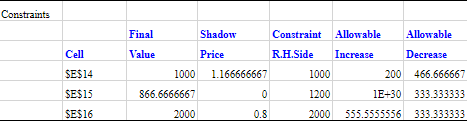 Constraints
Final Shadow Constraint Allowable Allowable
Cell Value Price R.H.Side Increase Decrease
$E$14 1000 1.166666667 1000 200 466.666667
$E$15 866.6666667 0 1200 1E+30 333.333333
$E$16 2000 0.8 2000 555.5555556 333.333333